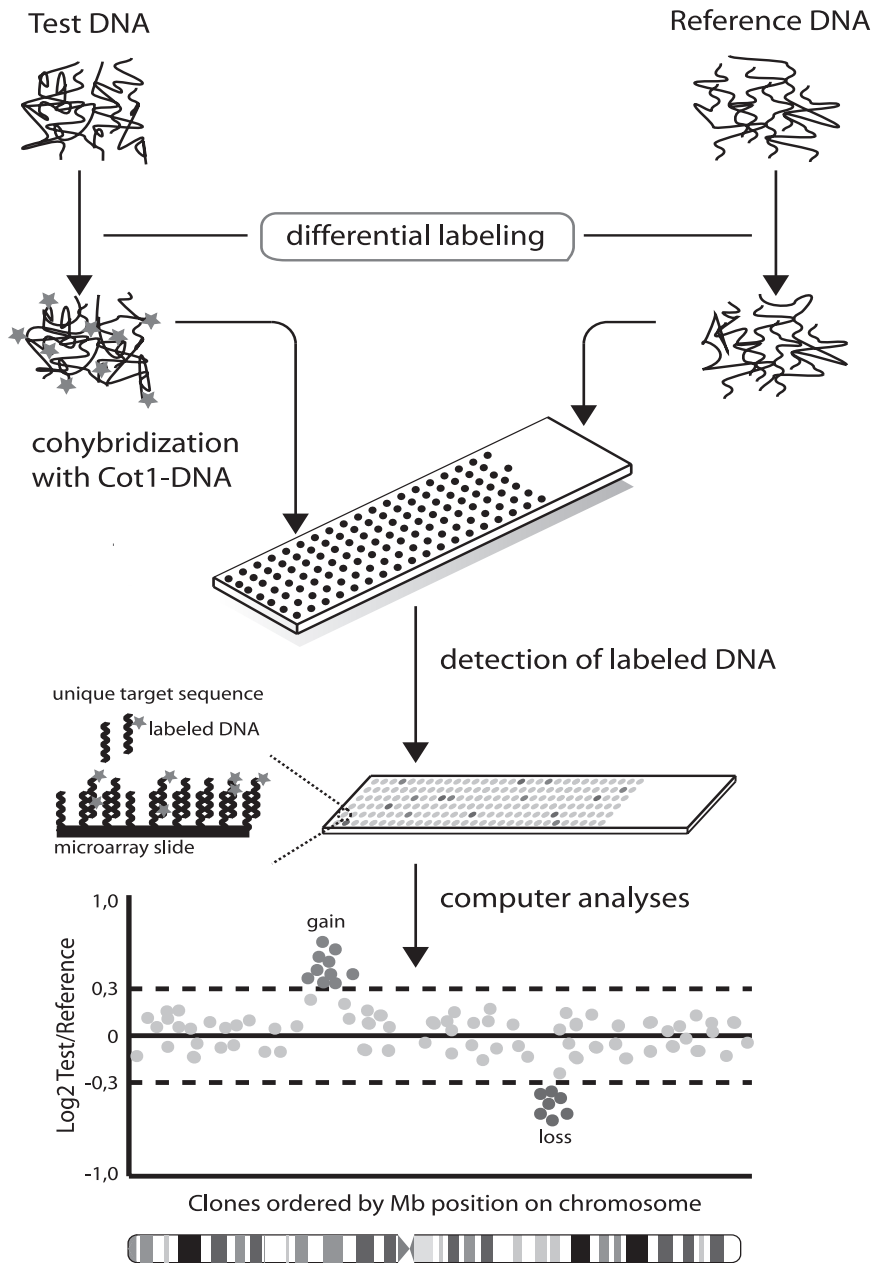 Test DNA
Reference DNA
differential labeling
cohybridization
with Cot1-DNA
detection of labeled DNA
unique target sequence
labeled DNA
microarray slide
computer analyses
1,0
gain
0,3
Log2 Test/Reference
0
-0,3
loss
-1,0
Clones ordered by Mb position on chromosome